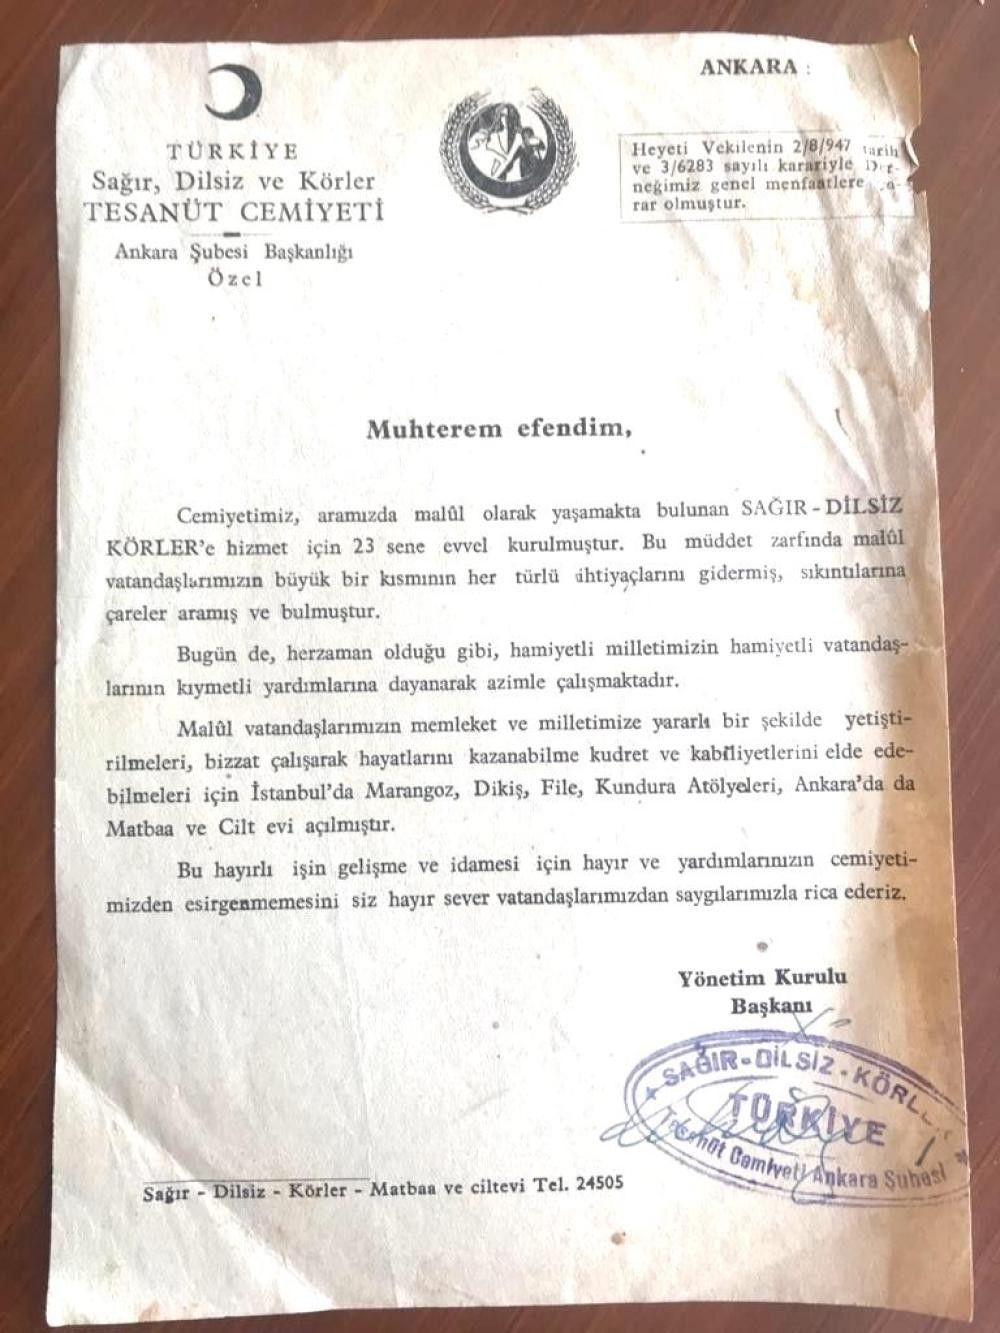 ANKARA :
TÜRKİYE
Sağır, Dilsiz ve Körler
TESANÜT CEMİYETİ
Ankara Şubesi Başkanlığı
Özel
Heyeti Vekilenin 2/8/947 tarih
ve 3/6283 sayılı karariyle Der-
neğimiz genel menfaatlere
rar olmuştur.
Muhterem efendim,
Cemiyetimiz, aramızda malûl olarak yaşamakta bulunan SAĞIR - DİLSİZ
KÖRLER'e hizmet için 23 sene evvel kurulmuştur. Bu müddet zarfında malûl
vatandaşlarımızın büyük bir kısmının her türlü ihtiyaçlarını gidermiş, sıkıntılarına
çareler aramış ve bulmuştur.
Bugün de, herzaman olduğu gibi, hamiyetli milletimizin hamiyetli vatandaş-
larının kıymetli yardımlarına dayanarak azimle çalışmaktadır.
Malûl vatandaşlarımızın memleket ve milletimize yararlı bir şekilde yetişti-
rilmeleri, bizzat çalışarak hayatlarını kazanabilme kudret ve kabiliyetlerini elde ede-
bilmeleri için İstanbul'da Marangoz, Dikiş, File, Kundura Atölyeleri, Ankara'da da
Matbaa ve Cilt evi açılmıştır.
Bu hayırlı işin gelişme ve idamesi için hayır ve yardımlarınızın cemiyeti-
mizden esirgenmemesini siz hayır sever vatandaşlarımızdan saygılarımızla rica ederiz.
Yönetim Kurulu
Başkanı
SAĞIR - DİLSİZ - KÖRL
TÜRKİYE
Tesanüt Cemiyeti Ankara Şubesi
Sağır - Dilsiz - Körler - Matbaa ve ciltevi Tel. 24505